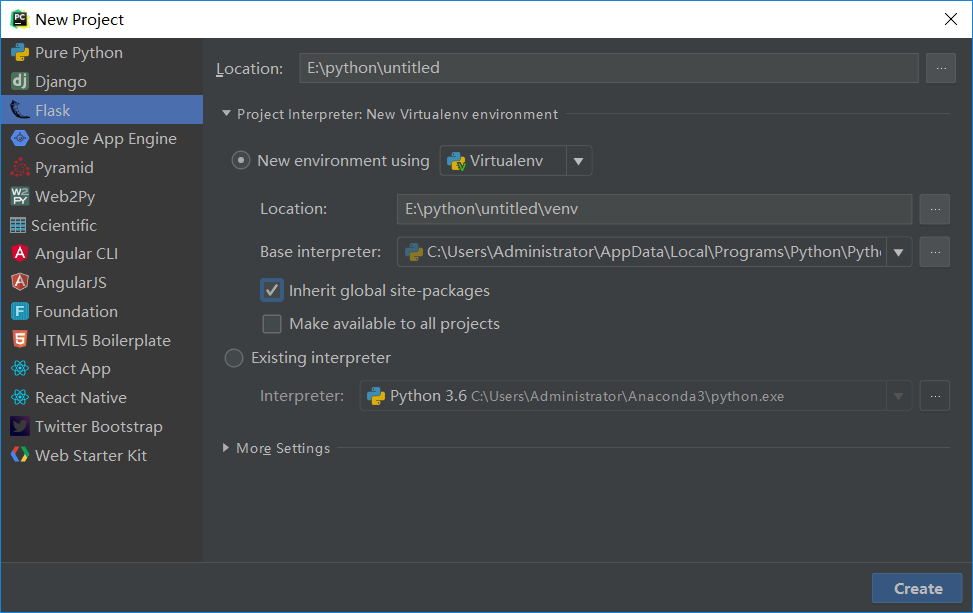 New Project
Pure Python
Django
Flask
Google App Engine
Pyramid
Web2Py
Scientific
Angular CLI
AngularJS
Foundation
HTML5 Boilerplate
React App
React Native
Twitter Bootstrap
Web Starter Kit
Location: E:\python\untitled ...
Project Interpreter: New Virtualenv environment
New environment using Virtualenv
Location: E:\python\untitled\venv ...
Base interpreter: C:\Users\Administrator\AppData\Local\Programs\Python\Pytho ...
Inherit global site-packages
Make available to all projects
Existing interpreter
Interpreter: Python 3.6 C:\Users\Administrator\Anaconda3\python.exe ...
More Settings
Create